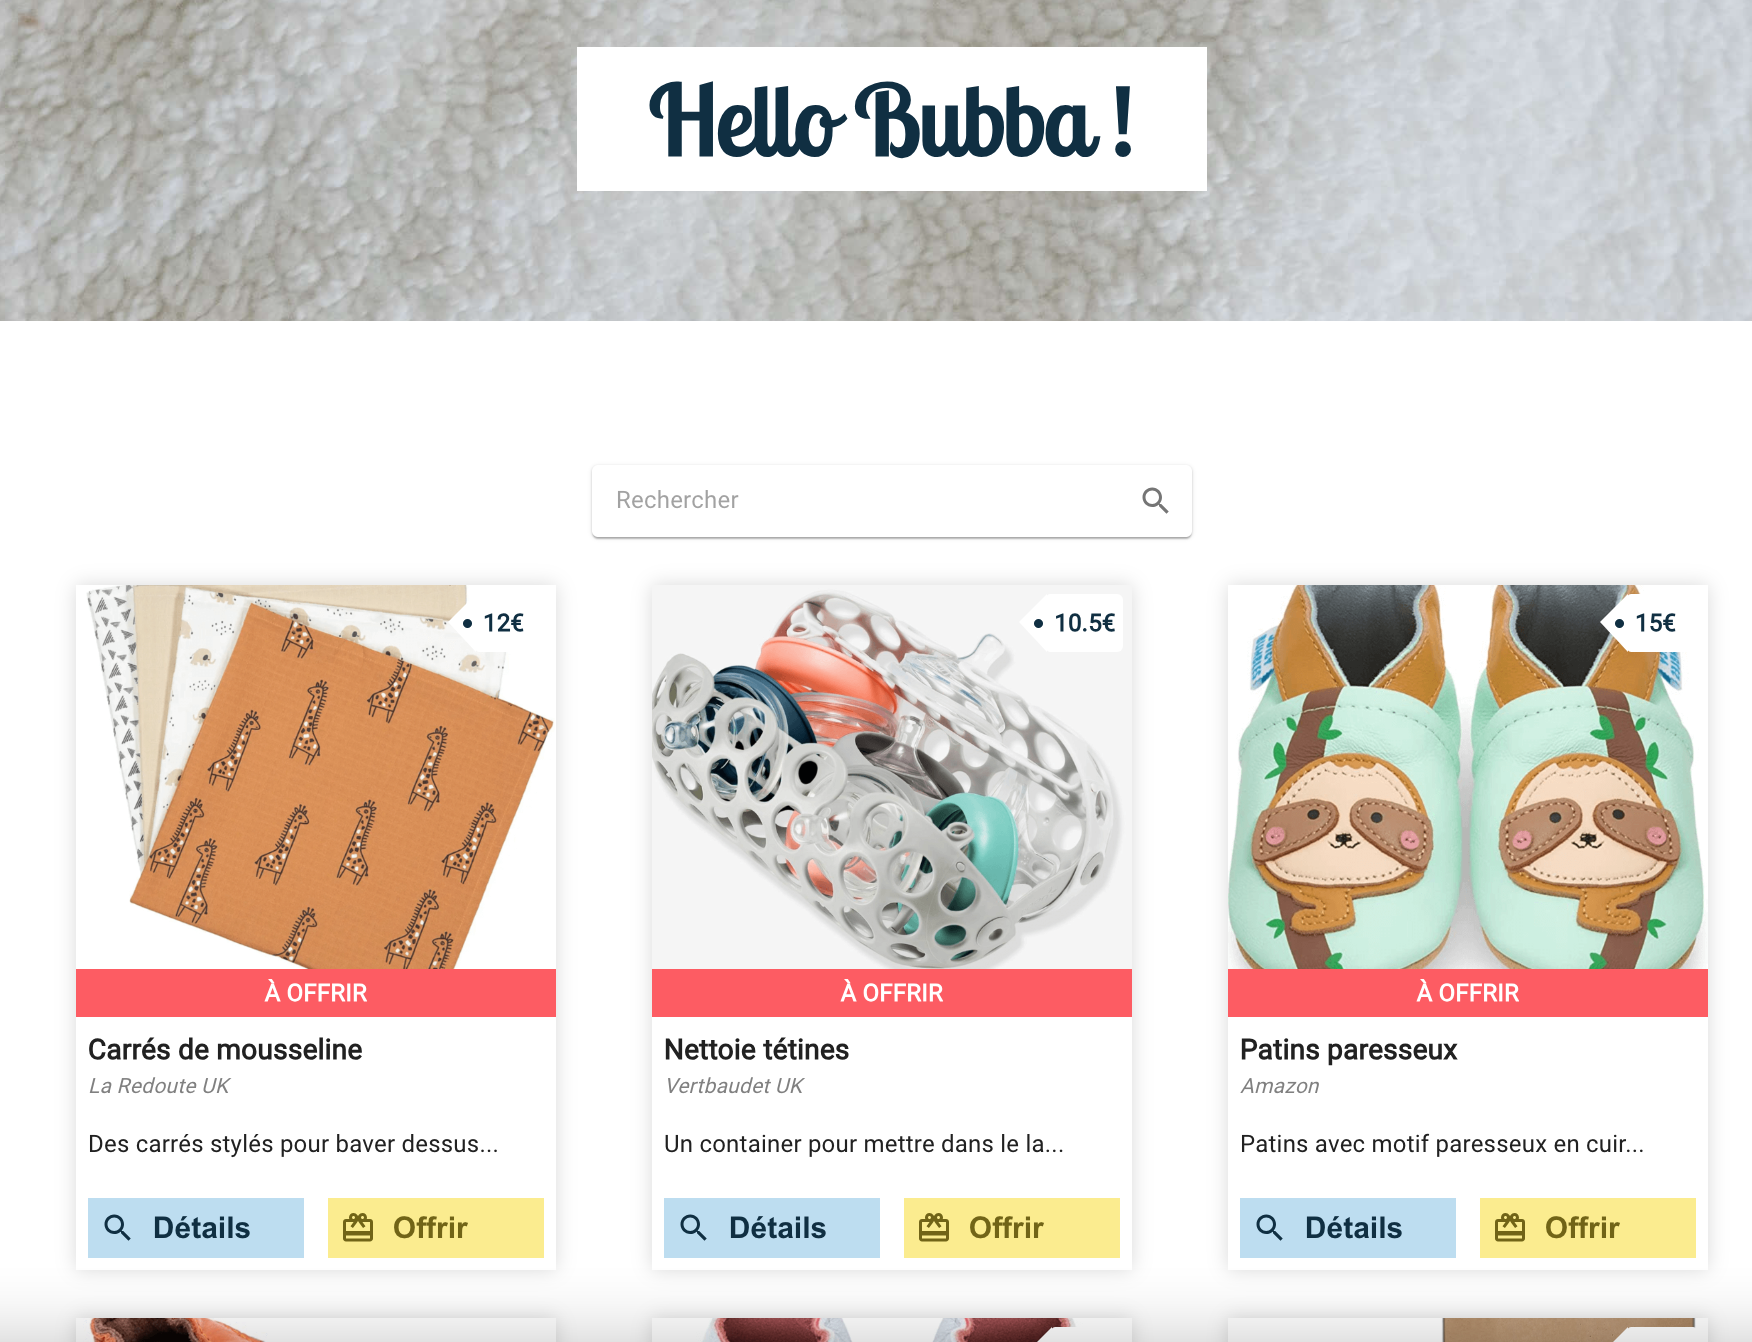 Hello Bubba !
Rechercher
12€
10.5€
15€
À OFFRIR
À OFFRIR
À OFFRIR
Carrés de mousseline
La Redoute UK
Des carrés stylés pour baver dessus...
Détails
Offrir
Nettoie tétines
Vertbaudet UK
Un container pour mettre dans le la...
Détails
Offrir
Patins paresseux
Amazon
Patins avec motif paresseux en cuir...
Détails
Offrir